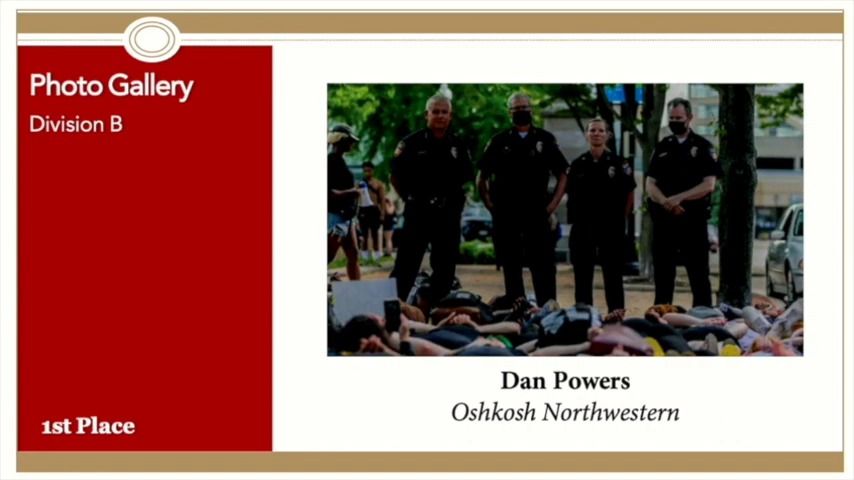 Photo Gallery
Division B
1st Place
Dan Powers
Oshkosh Northwestern